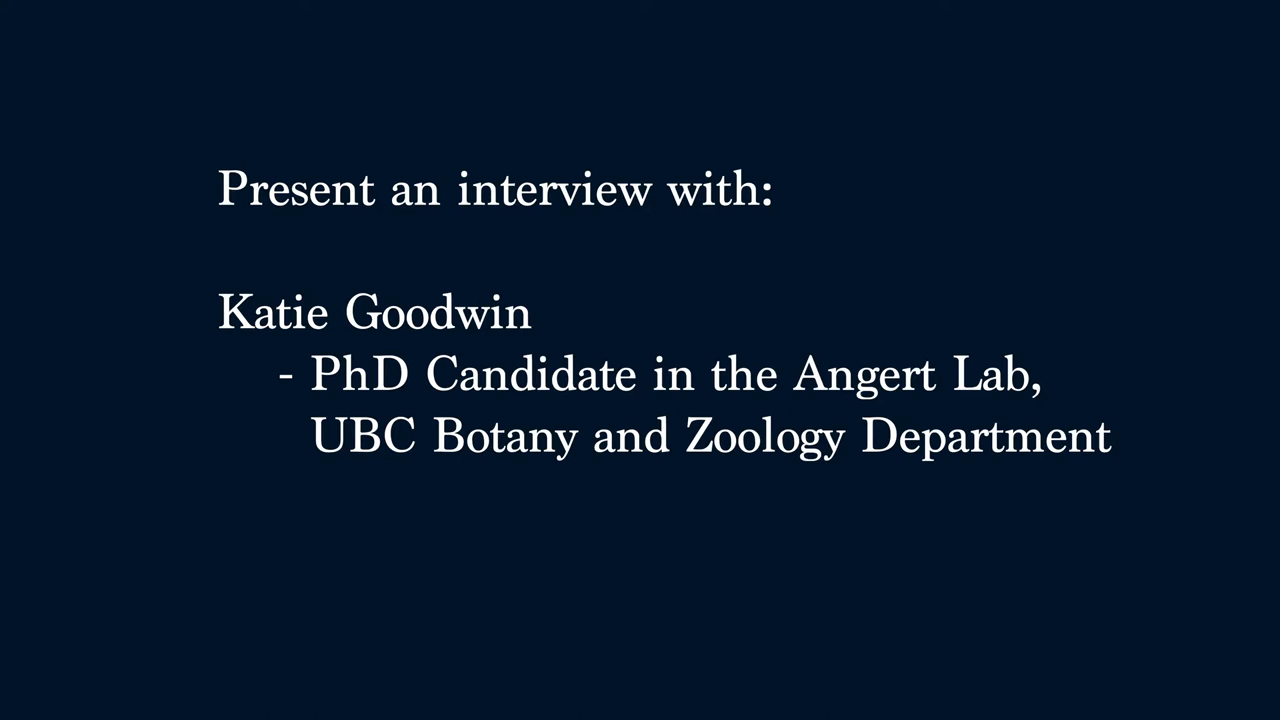 Present an interview with:
Katie Goodwin
- PhD Candidate in the Angert Lab,
UBC Botany and Zoology Department